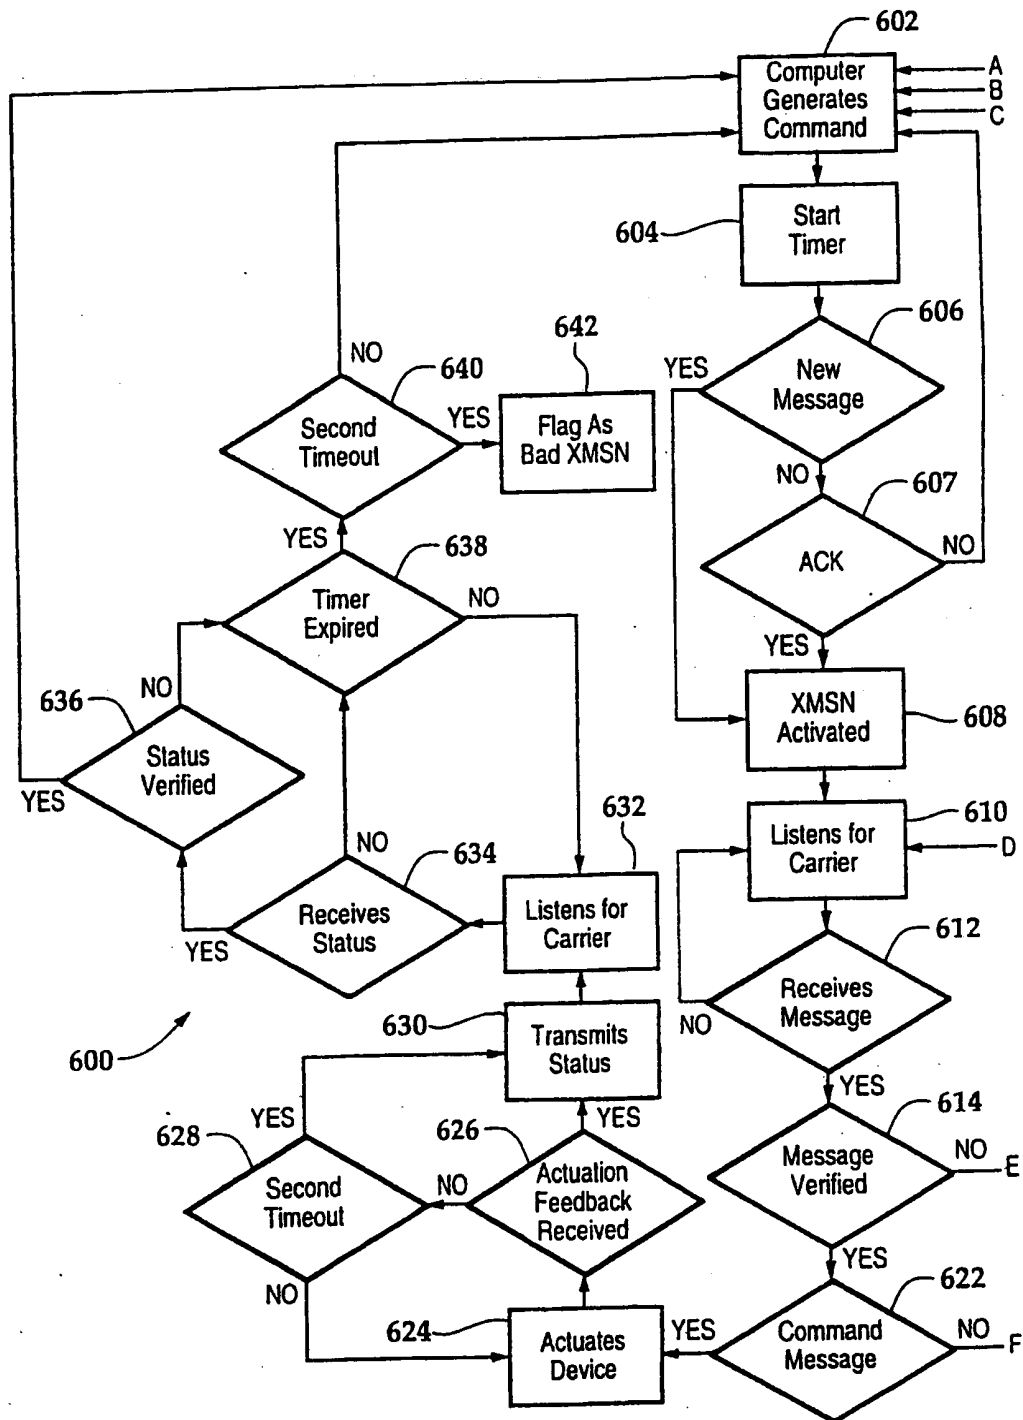 602
Computer
Generates
Command
A
B
C
604
Start
Timer
606
New
Message
YES
NO
607
ACK
NO
YES
XMSN
Activated
608
610
Listens for
Carrier
D
612
Receives
Message
NO
YES
614
Message
Verified
NO
E
YES
622
Command
Message
NO
F
YES
624
Actuates
Device
626
Actuation
Feedback
Received
NO
YES
628
Second
Timeout
YES
NO
630
Transmits
Status
632
Listens for
Carrier
634
Receives
Status
NO
YES
636
Status
Verified
NO
YES
638
Timer
Expired
NO
YES
640
Second
Timeout
NO
YES
642
Flag As
Bad XMSN
600